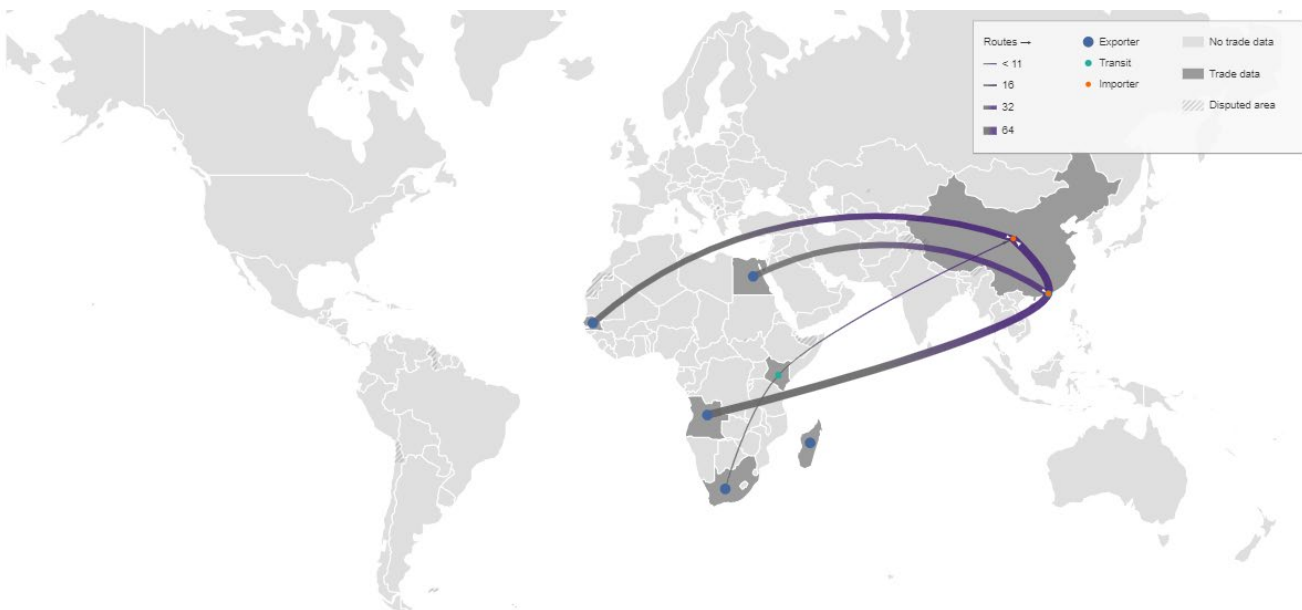 Routes →
< 11
16
32
64
Exporter
Transit
Importer
No trade data
Trade data
Disputed area